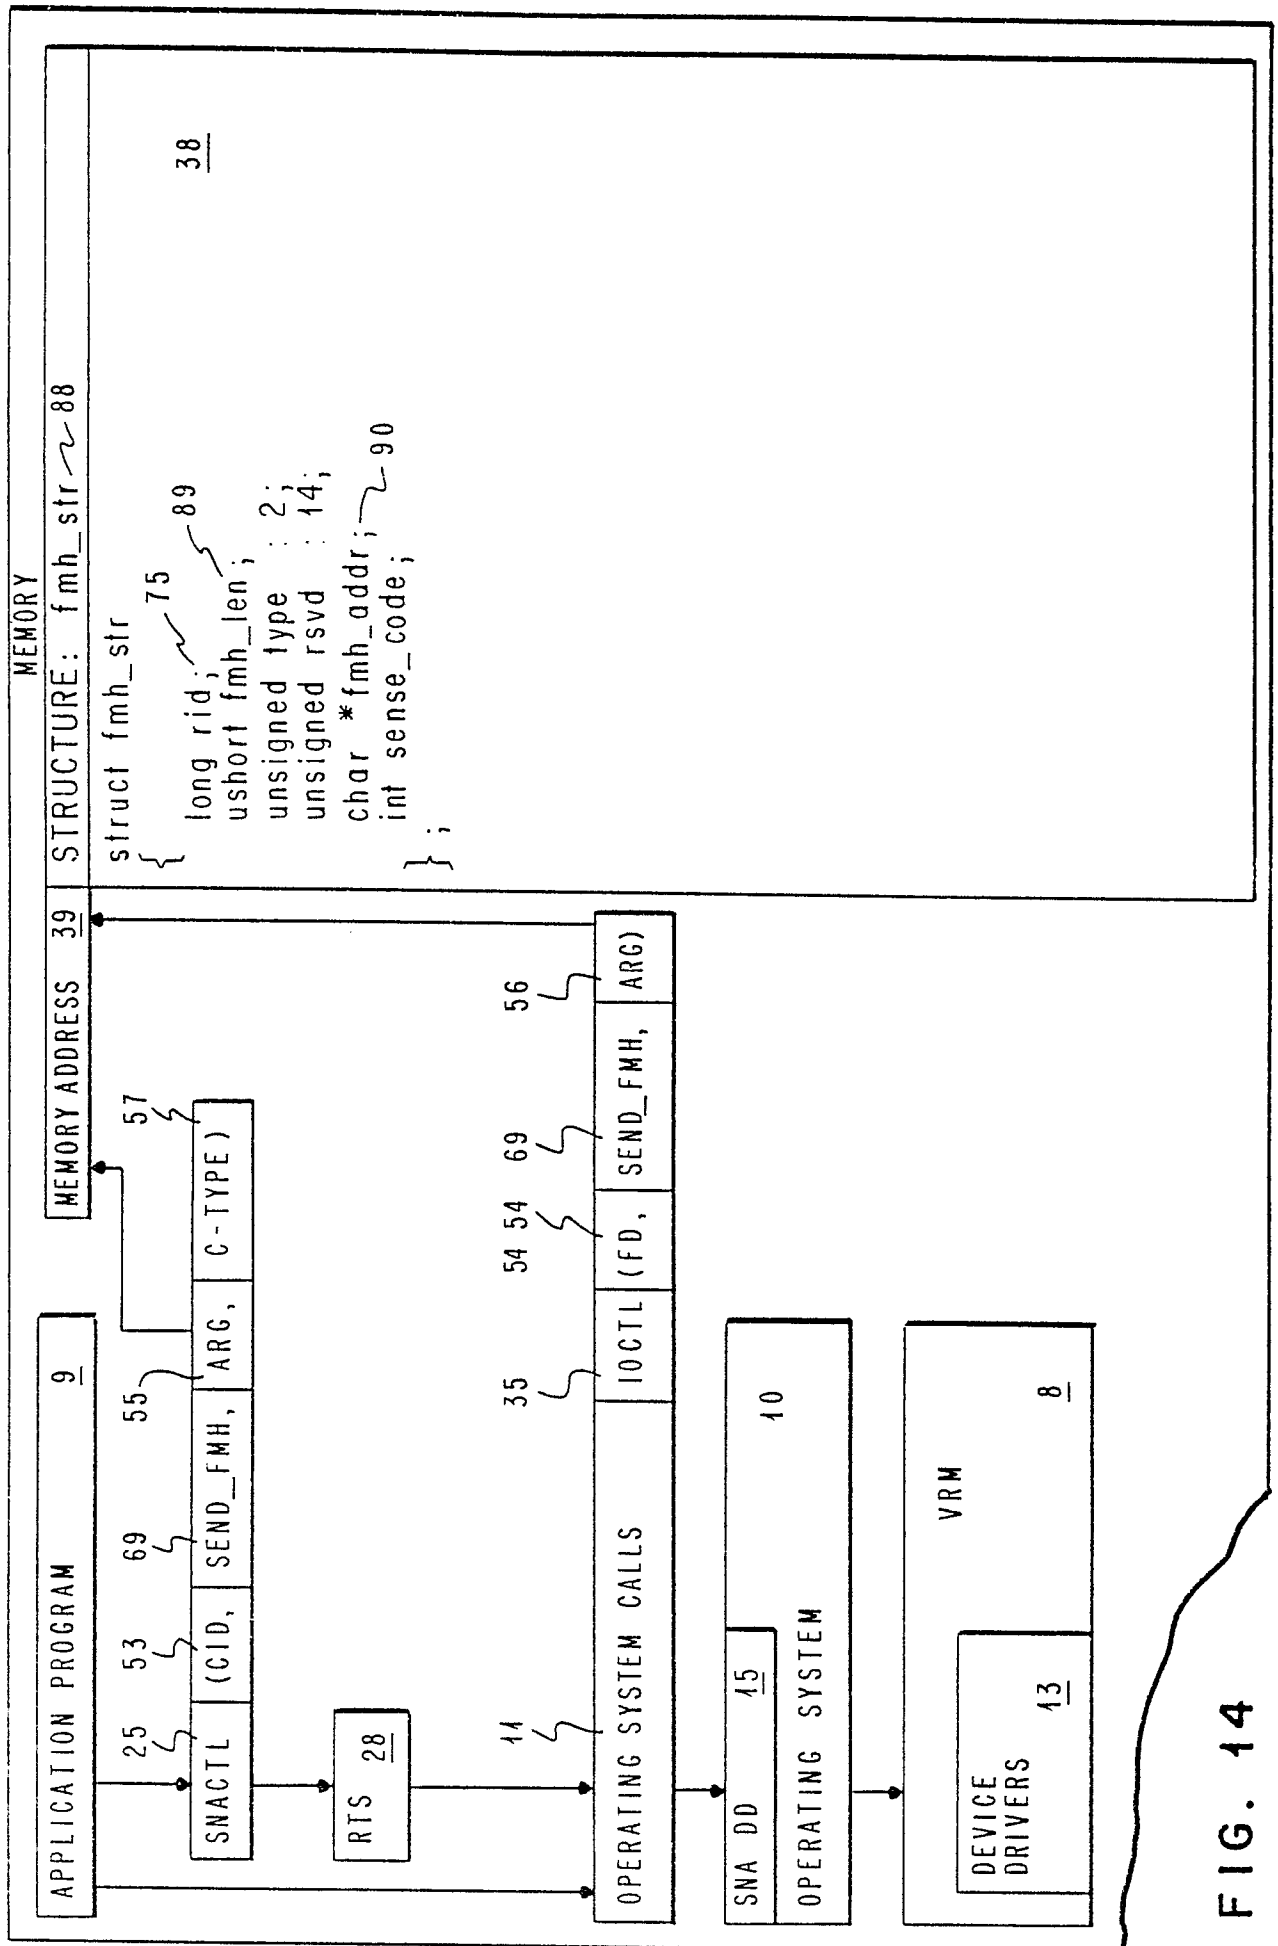 MEMORY
APPLICATION PROGRAM 9
MEMORY ADDRESS 39
STRUCTURE: fmh_str 88
25 53 69 55 57
SNACTL (CID, SEND_FMH, ARG, C-TYPE)
RTS 28
struct fmh_str
{
long rid; 75
ushort fmh_len; 89
unsigned type : 2;
unsigned rsvd : 14;
char *fmh_addr; 90
int sense_code;
};
38
11 35 54 54 69 56
OPERATING SYSTEM CALLS IOCTL (FD, SEND_FMH, ARG)
SNA DD 15
10
OPERATING SYSTEM
VRM
8
DEVICE
DRIVERS 13
FIG. 14